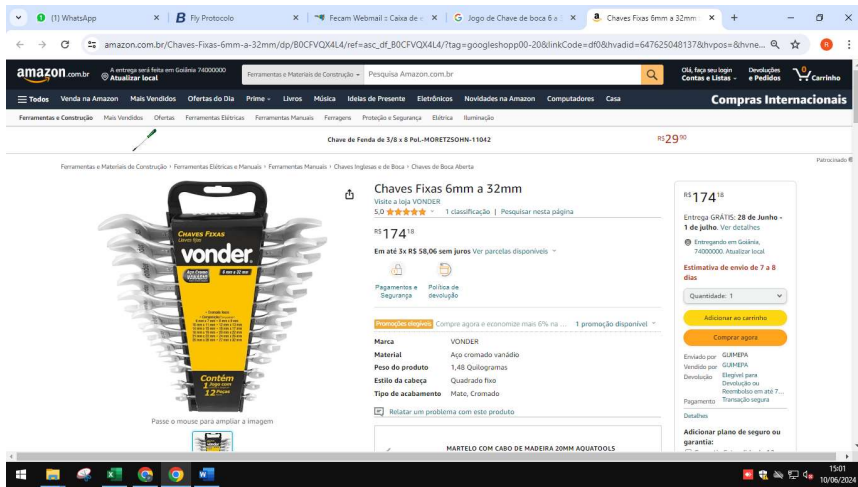 (1) WhatsApp
Fly Protocolo
Fecam Webmail :: Caixa de e
Jogo de Chave de boca 6 a
Chaves Fixas 6mm a 32mm
amazon.com.br/Chaves-Fixas-6mm-a-32mm/dp/B0CFVQX4L4/ref=asc_df_B0CFVQX4L4/?tag=googleshopp00-20&linkCode=df0&hvadid=647625048137&hvpos=&hvne...
amazon.com.br
A entrega será feita em Goiânia 74000000
Atualizar local
Ferramentas e Materiais de Construção
Pesquisa Amazon.com.br
Olá, faça seu login
Contas e Listas
Devoluções
e Pedidos
0
Carrinho
Todos Venda na Amazon Mais Vendidos Ofertas do Dia Prime Livros Música Ideias de Presente Eletrônicos Novidades na Amazon Computadores Casa
Compras Internacionais
Ferramentas e Construção Mais Vendidos Ofertas Ferramentas Elétricas Ferramentas Manuais Ferragens Proteção e Segurança Elétrica Iluminação
Chave de Fenda de 3/8 x 8 Pol.-MORETZSOHN-11042
R$2990
Patrocinado
Ferramentas e Materiais de Construção › Ferramentas Elétricas e Manuais › Ferramentas Manuais › Chaves Inglesas e de Boca › Chaves de Boca Aberta
CHAVES FIXAS
Llaves fijas
vonder
Aço Cromo
VANÁDIO
6 mm a 32 mm
Contém
1 Jogo com
12 Peças
Passe o mouse para ampliar a imagem
Chaves Fixas 6mm a 32mm
Visite a loja VONDER
5,0 1 classificação | Pesquisar nesta página
R$17418
Em até 3x R$ 58,06 sem juros Ver parcelas disponíveis
Pagamentos e
Segurança
Política de
devolução
Promoções elegíveis Compre agora e economize mais 6% na ... 1 promoção disponível
Marca VONDER
Material Aço cromado vanádio
Peso do produto 1,48 Quilogramas
Estilo da cabeça Quadrado fixo
Tipo de acabamento Mate, Cromado
Relatar um problema com este produto
MARTELO COM CABO DE MADEIRA 20MM AQUATOOLS
R$17418
Entrega GRÁTIS: 28 de Junho -
1 de julho. Ver detalhes
Entregando em Goiânia,
74000000. Atualizar local
Estimativa de envio de 7 a 8
dias
Quantidade: 1
Adicionar ao carrinho
Comprar agora
Enviado por GUIMEPA
Vendido por GUIMEPA
Devolução Elegível para
Devolução ou
Reembolso em até 7...
Pagamento Transação segura
Detalhes
Adicionar plano de seguro ou
garantia:
15:01
10/06/2024